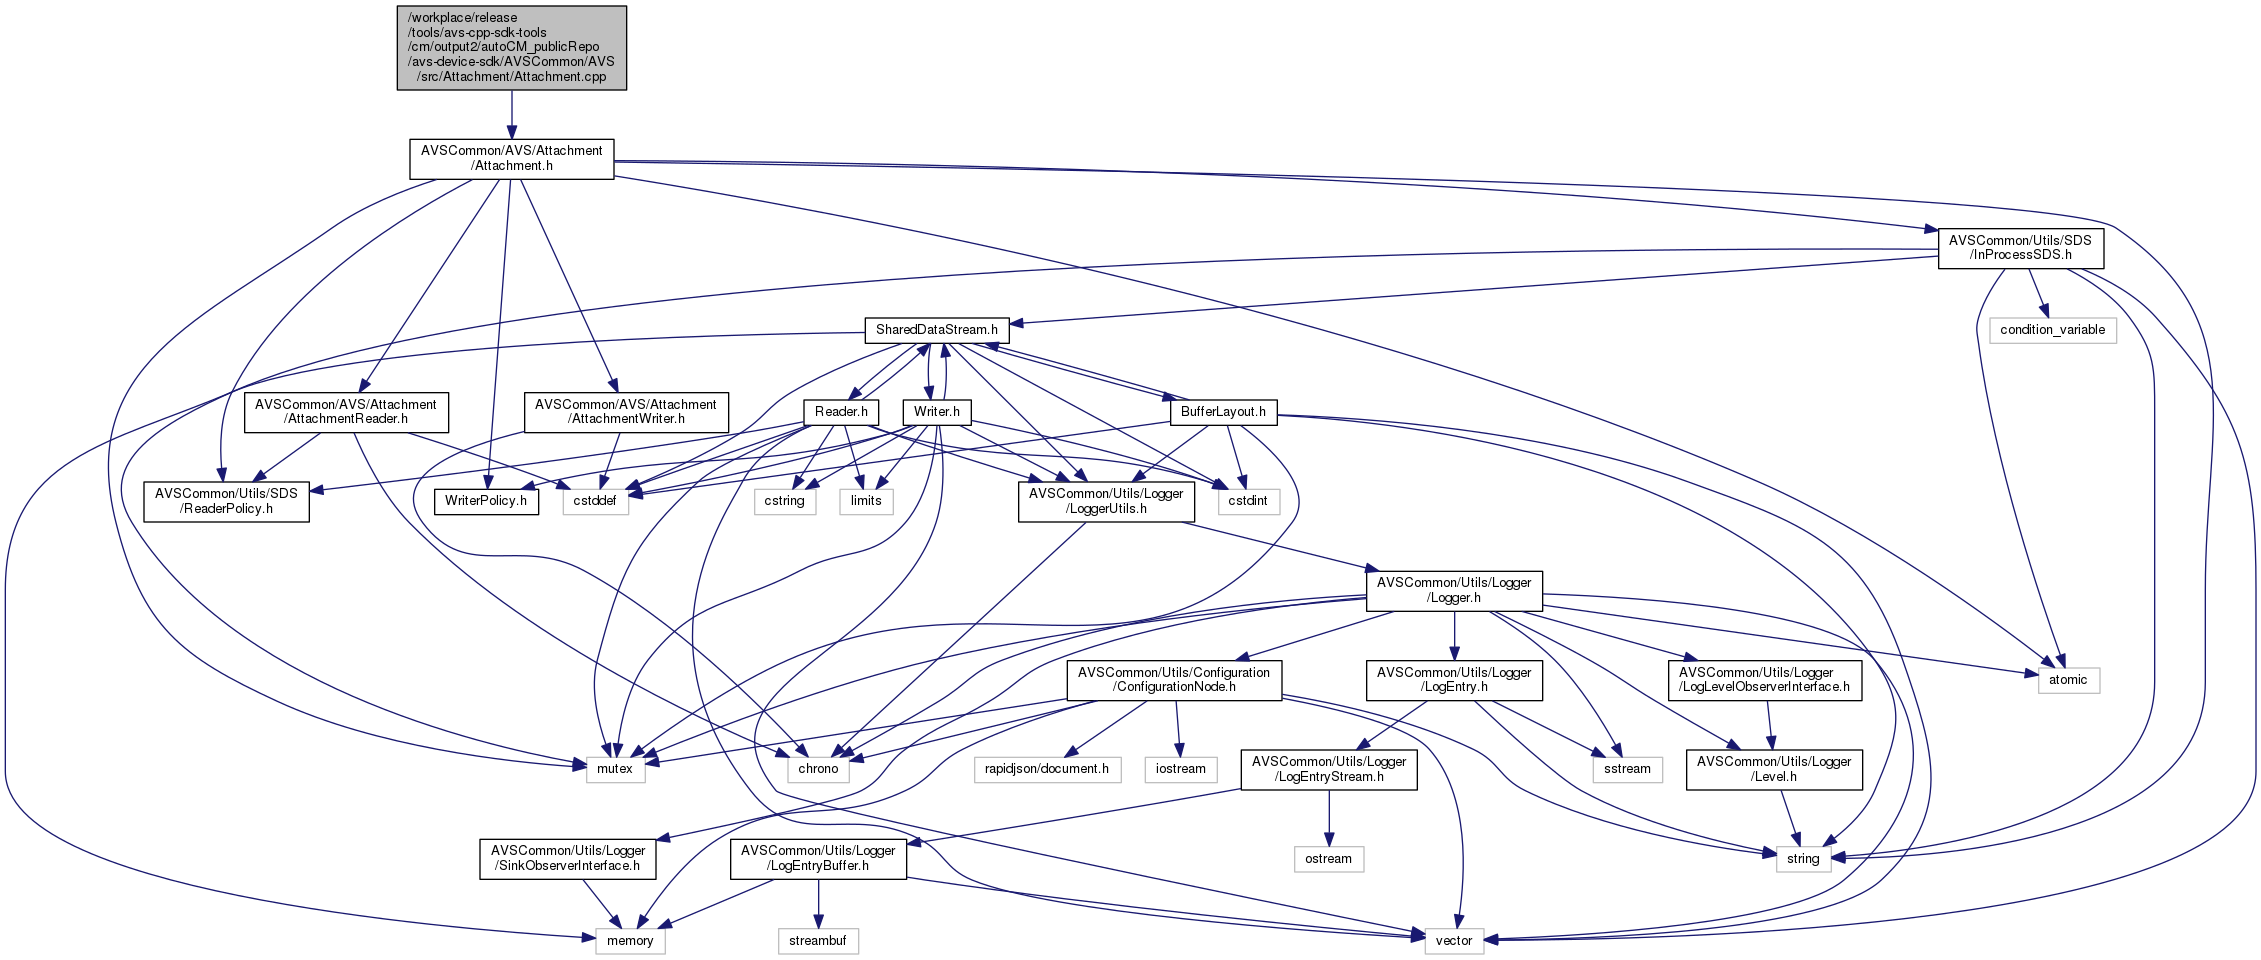 /workplace/release
/tools/avs-cpp-sdk-tools
/cm/output2/autoCM_publicRepo
/avs-device-sdk/AVSCommon/AVS
/src/Attachment/Attachment.cpp
AVSCommon/AVS/Attachment
/Attachment.h
AVSCommon/Utils/SDS
/InProcessSDS.h
SharedDataStream.h
condition_variable
AVSCommon/AVS/Attachment
/AttachmentReader.h
AVSCommon/AVS/Attachment
/AttachmentWriter.h
Reader.h
Writer.h
BufferLayout.h
AVSCommon/Utils/SDS
/ReaderPolicy.h
WriterPolicy.h
cstddef
cstring
limits
AVSCommon/Utils/Logger
/LoggerUtils.h
cstdint
AVSCommon/Utils/Logger
/Logger.h
AVSCommon/Utils/Configuration
/ConfigurationNode.h
AVSCommon/Utils/Logger
/LogEntry.h
AVSCommon/Utils/Logger
/LogLevelObserverInterface.h
atomic
mutex
chrono
rapidjson/document.h
iostream
AVSCommon/Utils/Logger
/LogEntryStream.h
sstream
AVSCommon/Utils/Logger
/Level.h
AVSCommon/Utils/Logger
/SinkObserverInterface.h
AVSCommon/Utils/Logger
/LogEntryBuffer.h
ostream
string
memory
streambuf
vector